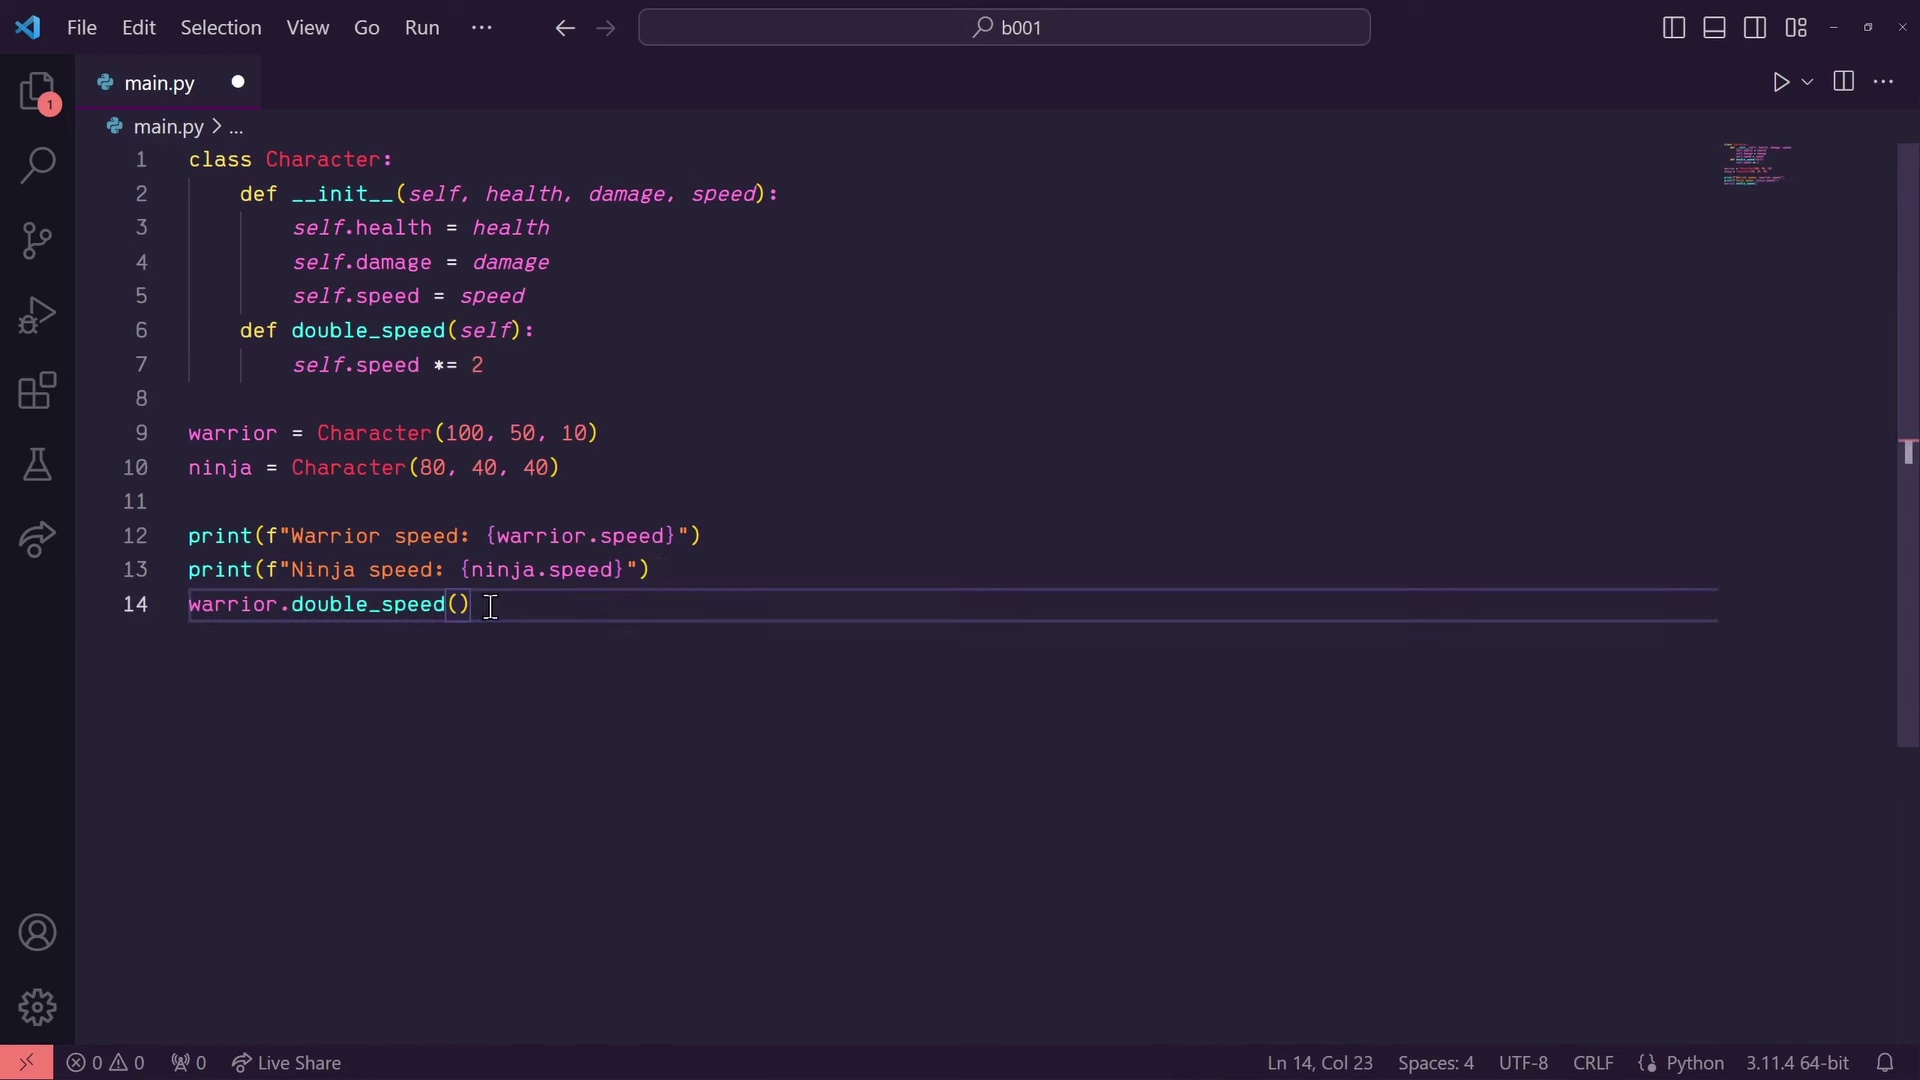 File Edit Selection View Go Run ...
b001
1
main.py
main.py > ...
1 class Character:
2     def __init__(self, health, damage, speed):
3         self.health = health
4         self.damage = damage
5         self.speed = speed
6     def double_speed(self):
7         self.speed *= 2
8
9 warrior = Character(100, 50, 10)
10 ninja = Character(80, 40, 40)
11
12 print(f"Warrior speed: {warrior.speed}")
13 print(f"Ninja speed: {ninja.speed}")
14 warrior.double_speed()
0 0 0 Live Share Ln 14, Col 23 Spaces: 4 UTF-8 CRLF {} Python 3.11.4 64-bit